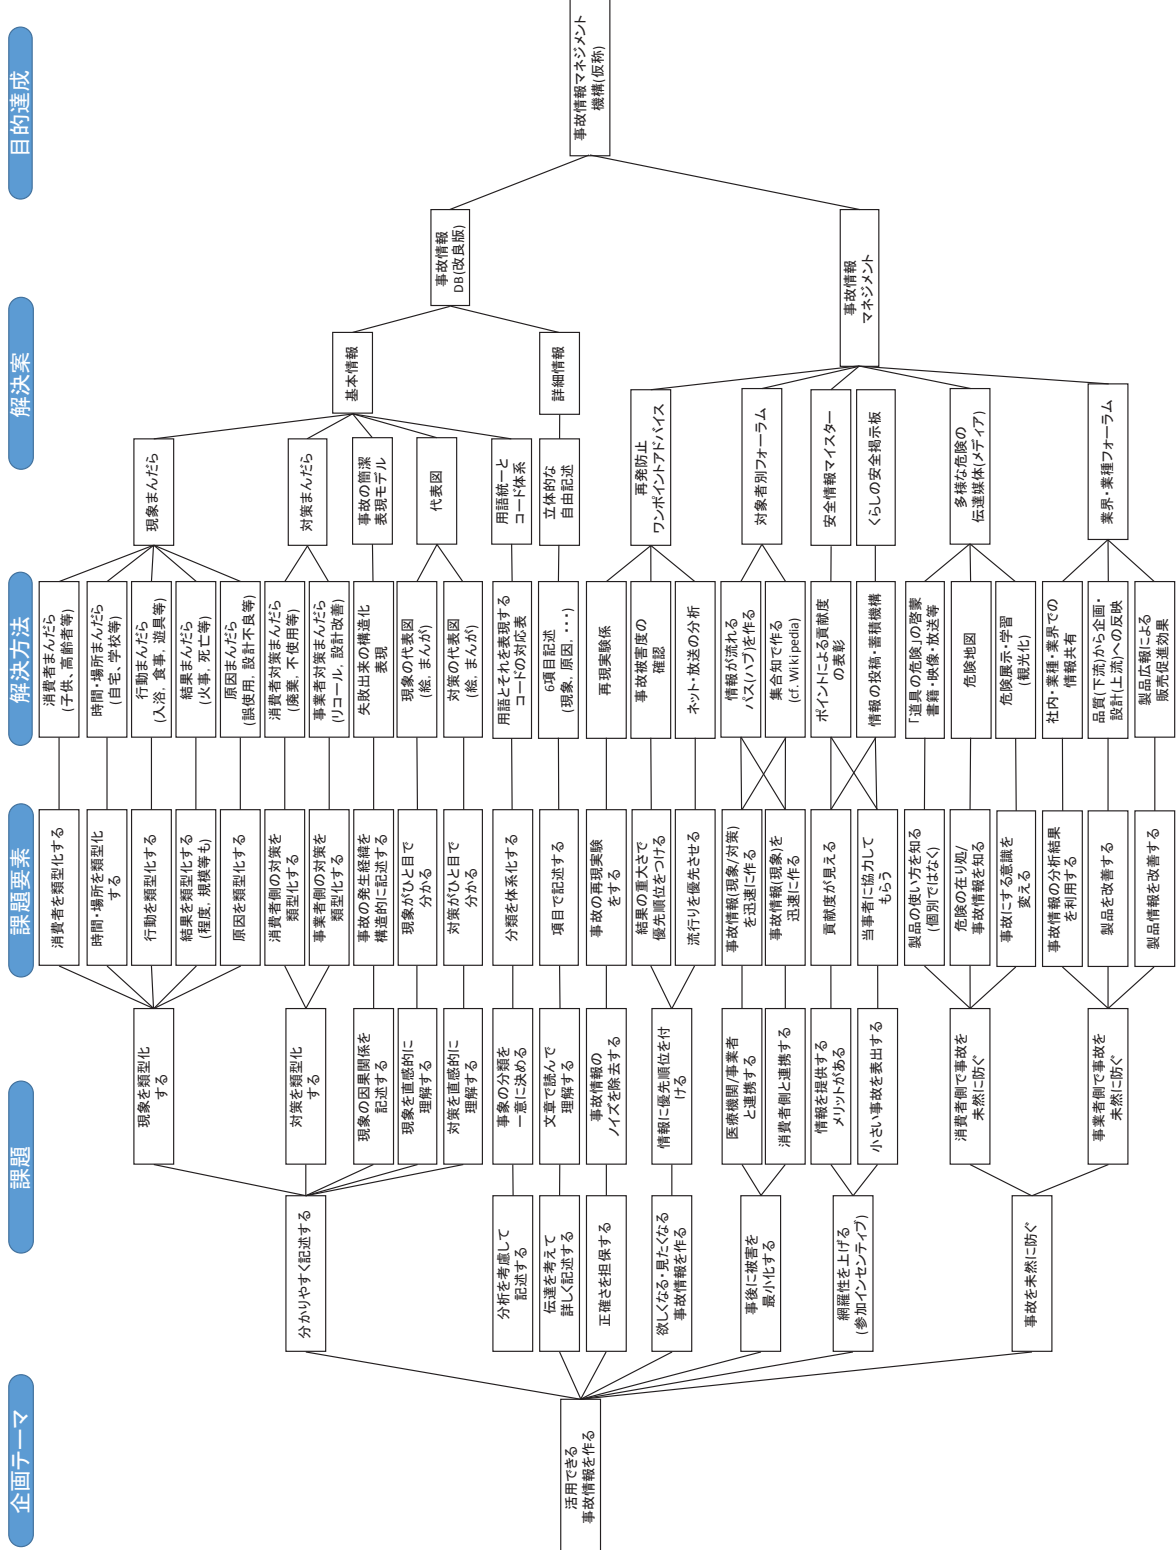 企画テーマ
課題
課題要素
解決方法
解決案
目的達成
活用できる
事故情報を作る
分かりやすく記述する
分析を考慮して
記述する
伝達を考えて
詳しく記述する
正確さを担保する
欲しくなる・見たくなる
事故情報を作る
事後に被害を
最小化する
網羅性を上げる
(参加インセンティブ)
事故を未然に防ぐ
現象を類型化
する
対策を類型化
する
現象の因果関係を
記述する
現象を直感的に
理解する
対策を直感的に
理解する
事象の分類を
一意に決める
文章で読んで
理解する
事故情報の
ノイズを除去する
情報に優先順位を付
ける
医療機関/事業者
と連携する
消費者側と連携する
情報を提供する
メリットがある
小さい事故を表出する
消費者側で事故を
未然に防ぐ
事業者側で事故を
未然に防ぐ
消費者を類型化する
時間・場所を類型化
する
行動を類型化する
結果を類型化する
(程度, 規模等も)
原因を類型化する
消費者側の対策を
類型化する
事業者側の対策を
類型化する
事故の発生経緯を
構造的に記述する
現象がひと目で
分かる
対策がひと目で
分かる
分類を体系化する
項目で記述する
事故の再現実験
をする
結果の重大さで
優先順位をつける
流行りを優先させる
事故情報(現象/対策)
を迅速に作る
事故情報(現象)を
迅速に作る
貢献度が見える
当事者に協力して
もらう
製品の使い方を知る
(個別ではなく)
危険の在り処/
事故情報を知る
事故にする意識を
変える
事故情報の分析結果
を利用する
製品を改善する
製品情報を改善する
消費者まんだら
(子供、高齢者等)
時間・場所まんだら
(自宅、学校等)
行動まんだら
(入浴, 食事, 遊具等)
結果まんだら
(火事, 死亡等)
原因まんだら
(誤使用, 設計不良等)
消費者対策まんだら
(廃棄, 不使用等)
事業者対策まんだら
(リコール, 設計改善)
失敗出来の構造化
表現
現象の代表図
(絵, まんが)
対策の代表図
(絵, まんが)
用語とそれを表現する
コードの対応表
6項目記述
(現象, 原因, ・・・)
再現実験係
事故被害度の
確認
ネット・放送の分析
情報が流れる
パス(ハブ)を作る
集合知で作る
(cf. Wikipedia)
ポイントによる貢献度
の表彰
情報の投稿・蓄積機構
「道具の危険」の啓蒙
書籍・映像・放送等
危険地図
危険展示・学習
(観光化)
社内・業種・業界での
情報共有
品質(下流)から企画・
設計(上流)への反映
製品広報による
販売促進効果
現象まんだら
対策まんだら
事故の簡潔
表現モデル
代表図
用語統一と
コード体系
立体的な
自由記述
再発防止
ワンポイントアドバイス
対象者別フォーラム
安全情報マイスター
くらしの安全掲示板
多様な危険の
伝達媒体(メディア)
業界・業種フォーラム
基本情報
詳細情報
事故情報
DB(改良版)
事故情報
マネジメント
事故情報マネジメント
機構(仮称)